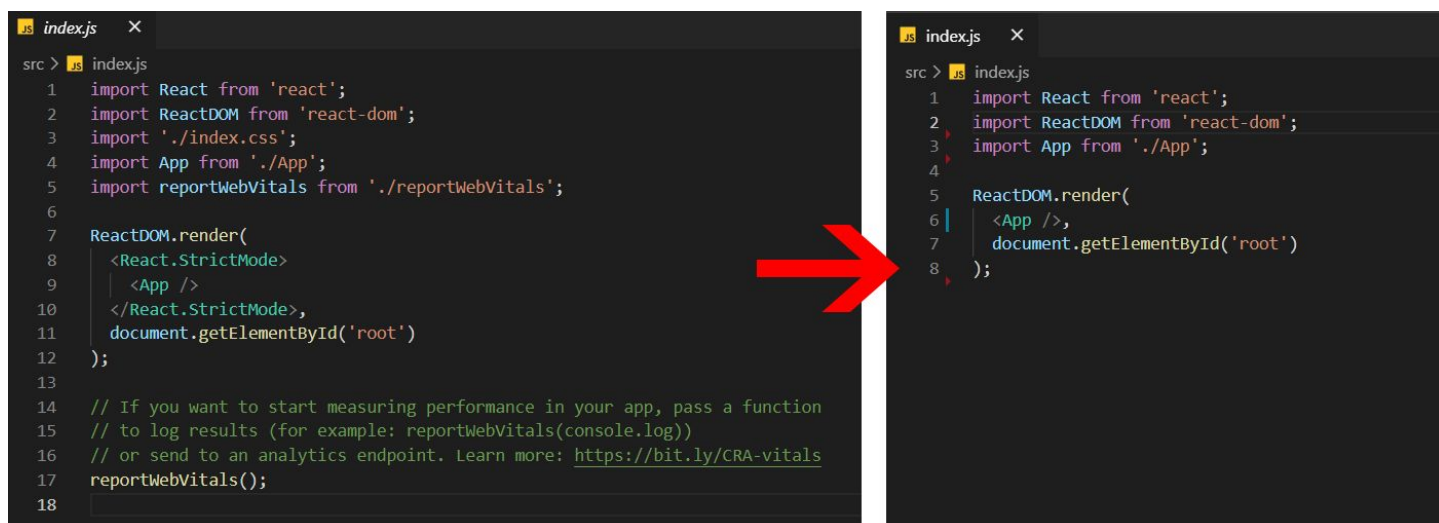 JS index.js ×
src > JS index.js
1 import React from 'react';
2 import ReactDOM from 'react-dom';
3 import './index.css';
4 import App from './App';
5 import reportWebVitals from './reportWebVitals';
6
7 ReactDOM.render(
8 <React.StrictMode>
9 <App />
10 </React.StrictMode>,
11 document.getElementById('root')
12 );
13
14 // If you want to start measuring performance in your app, pass a function
15 // to log results (for example: reportWebVitals(console.log))
16 // or send to an analytics endpoint. Learn more: https://bit.ly/CRA-vitals
17 reportWebVitals();
18
JS index.js ×
src > JS index.js
1 import React from 'react';
2 import ReactDOM from 'react-dom';
3 import App from './App';
4
5 ReactDOM.render(
6 <App />,
7 document.getElementById('root')
8 );